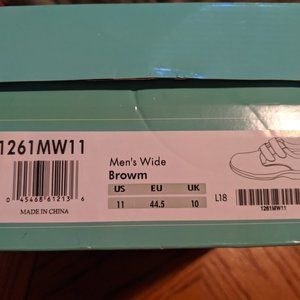 1261MW11
Men's Wide
Browm
US EU UK
11 44.5 10
L18
0 45468 61213 6
MADE IN CHINA
1261MW11